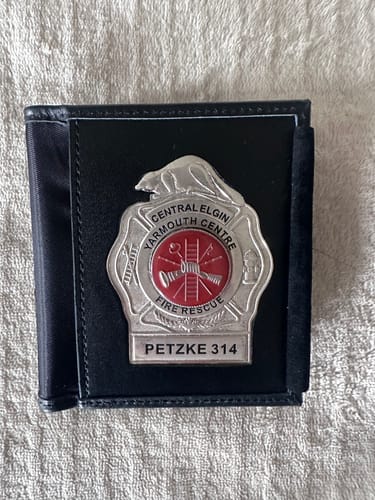 CENTRAL ELGIN
YARMOUTH CENTRE
FIRE RESCUE
PETZKE 314